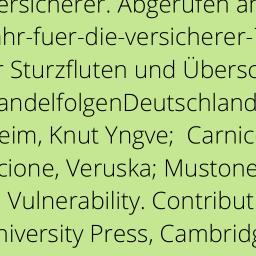 ersicherer. Abgerufen an
hr-fuer-die-versicherer-
r Sturzfluten und Übersc
andelfolgenDeutschland
eim, Knut Yngve;  Carnic
cione, Veruska; Mustone
Vulnerability. Contribut
niversity Press, Cambridg